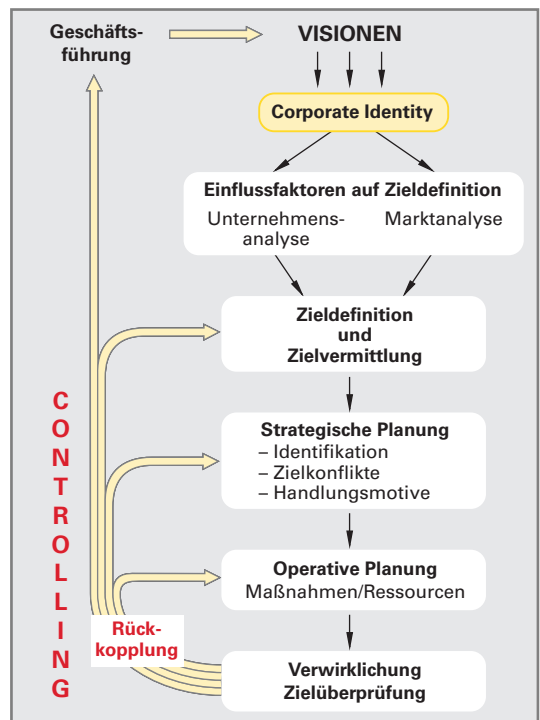 Geschäfts-
führung
VISIONEN
Corporate Identity
Einflussfaktoren auf Zieldefinition
Unternehmens-
analyse
Marktanalyse
Zieldefinition
und
Zielvermittlung
Strategische Planung
– Identifikation
– Zielkonflikte
– Handlungsmotive
Operative Planung
Maßnahmen/Ressourcen
Verwirklichung
Zielüberprüfung
Rück-
kopplung
C
O
N
T
R
O
L
L
I
N
G